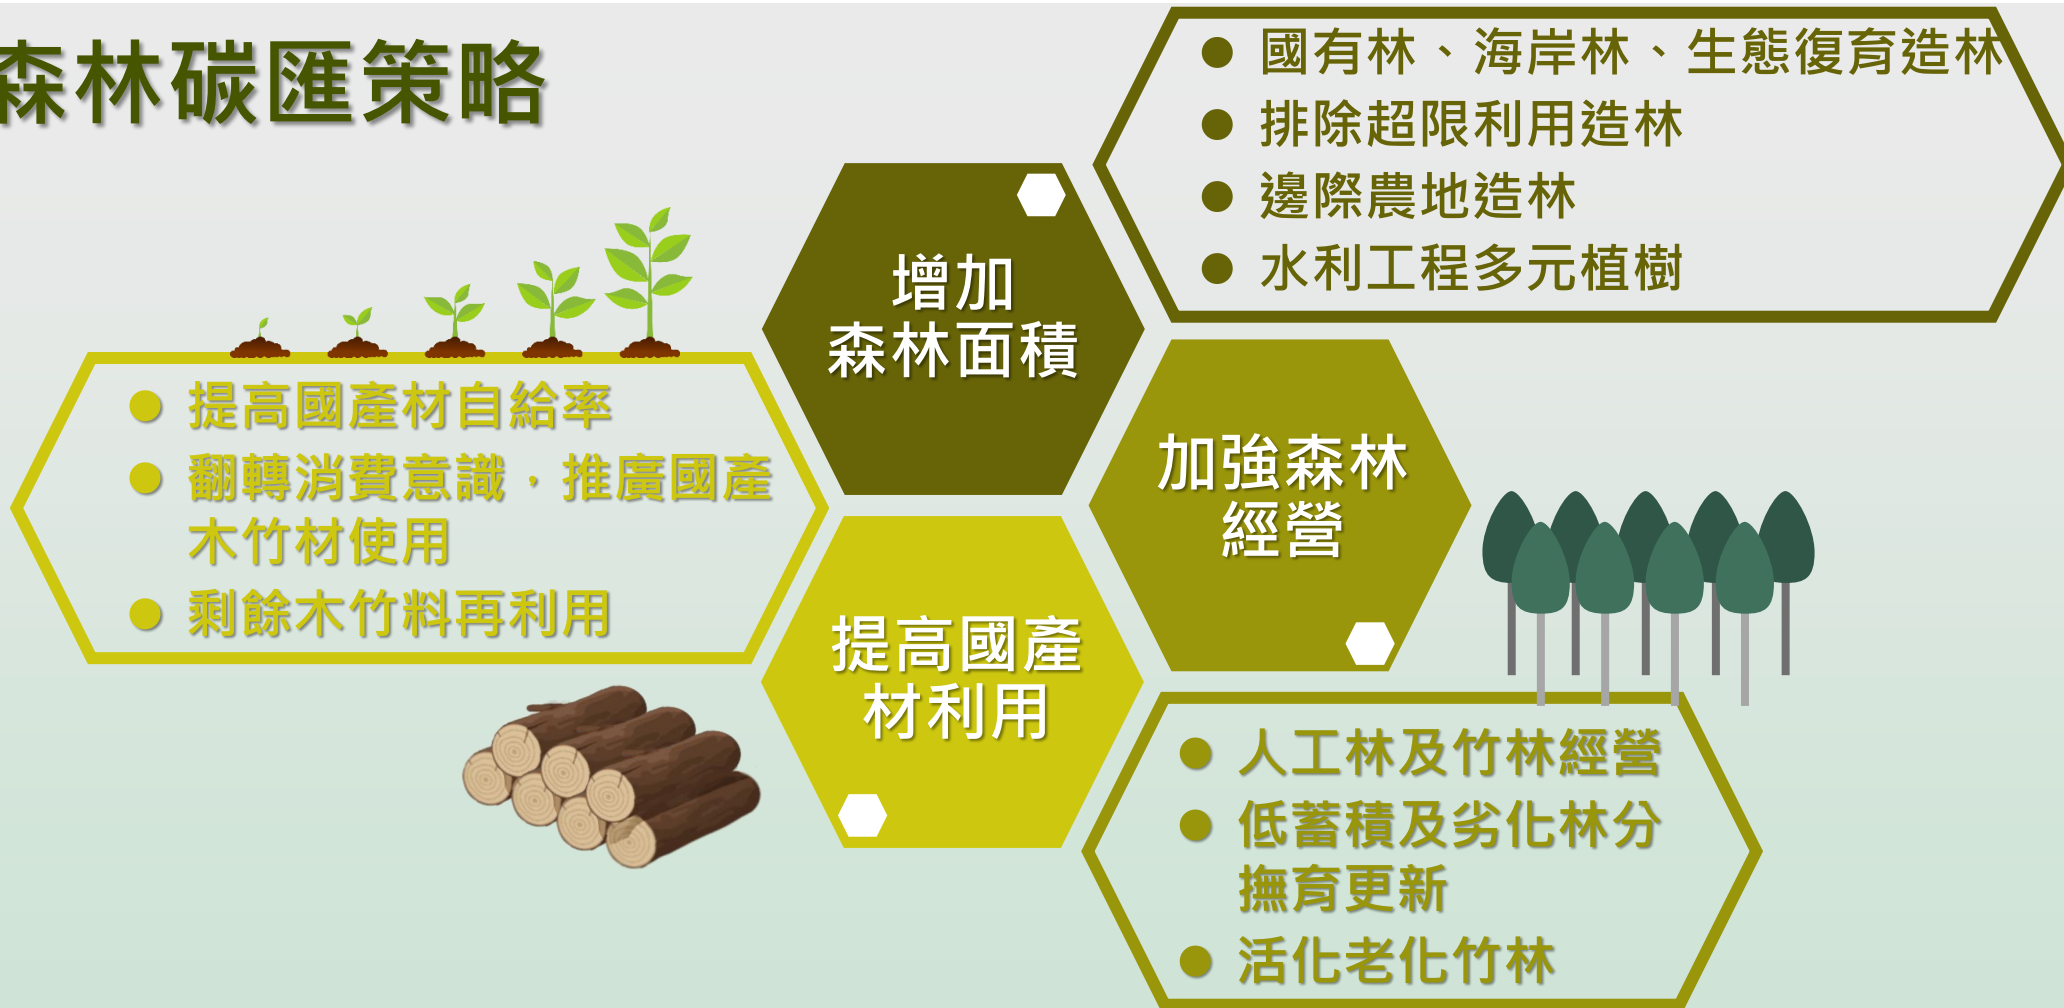 森林碳匯策略
● 國有林、海岸林、生態復育造林
● 排除超限利用造林
● 邊際農地造林
● 水利工程多元植樹
增加
森林面積
● 提高國產材自給率
● 翻轉消費意識，推廣國產
木竹材使用
● 剩餘木竹料再利用
加強森林
經營
提高國產
材利用
● 人工林及竹林經營
● 低蓄積及劣化林分
撫育更新
● 活化老化竹林